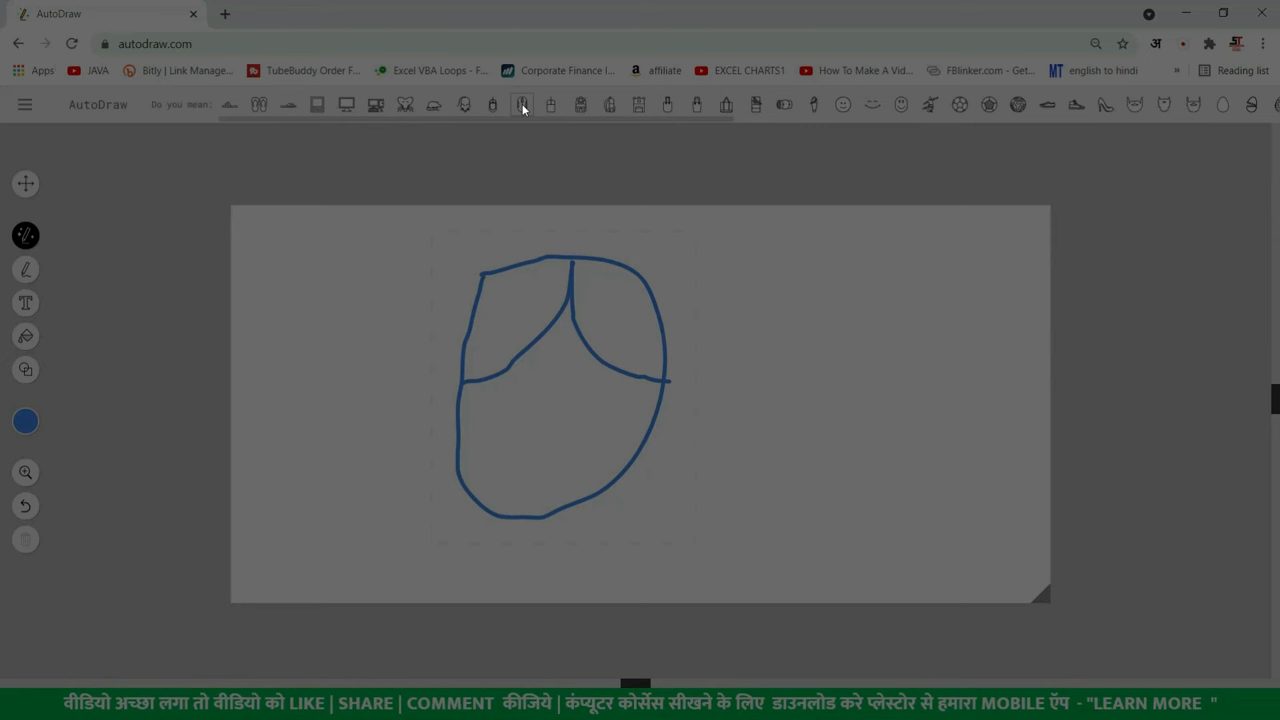 AutoDraw
autodraw.com
Apps JAVA Bitly | Link Manage... TubeBuddy Order F... Excel VBA Loops - F... Corporate Finance I... affiliate EXCEL CHARTS1 How To Make A Vid... FBlinker.com - Get... MT english to hindi » Reading list
AutoDraw Do you mean:
वीडियो अच्छा लगा तो वीडियो को LIKE | SHARE | COMMENT कीजिये | कंप्यूटर कोर्सेस सीखने के लिए डाउनलोड करे प्लेस्टोर से हमारा MOBILE ऍप - "LEARN MORE "